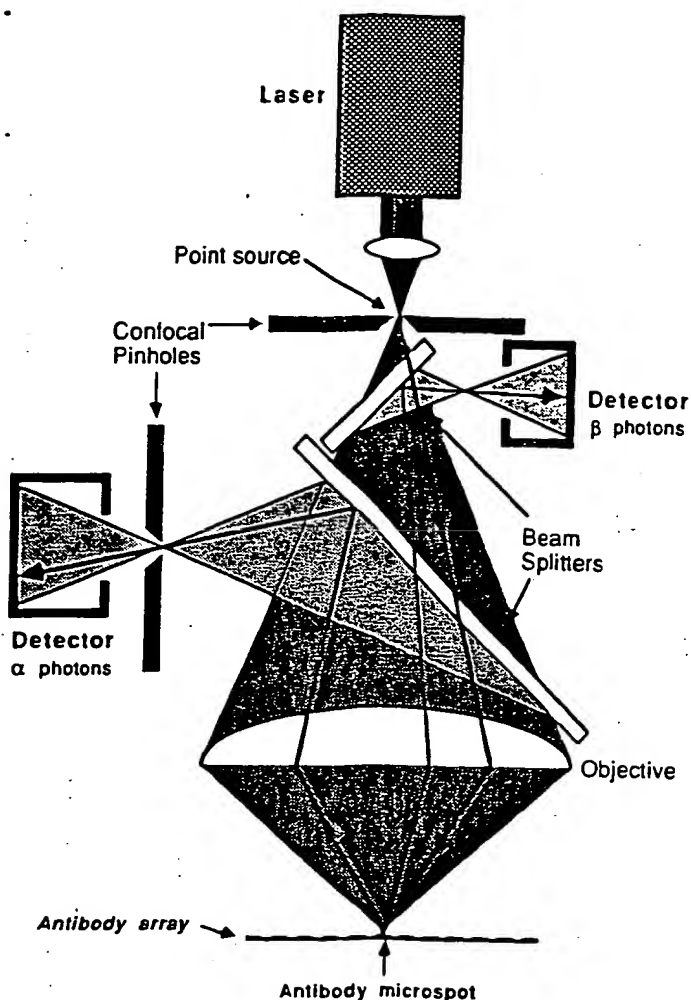 Laser
Point source
Confocal
Pinholes
Detector
β photons
Beam
Splitters
Detector
α photons
Objective
Antibody array
Antibody microspot